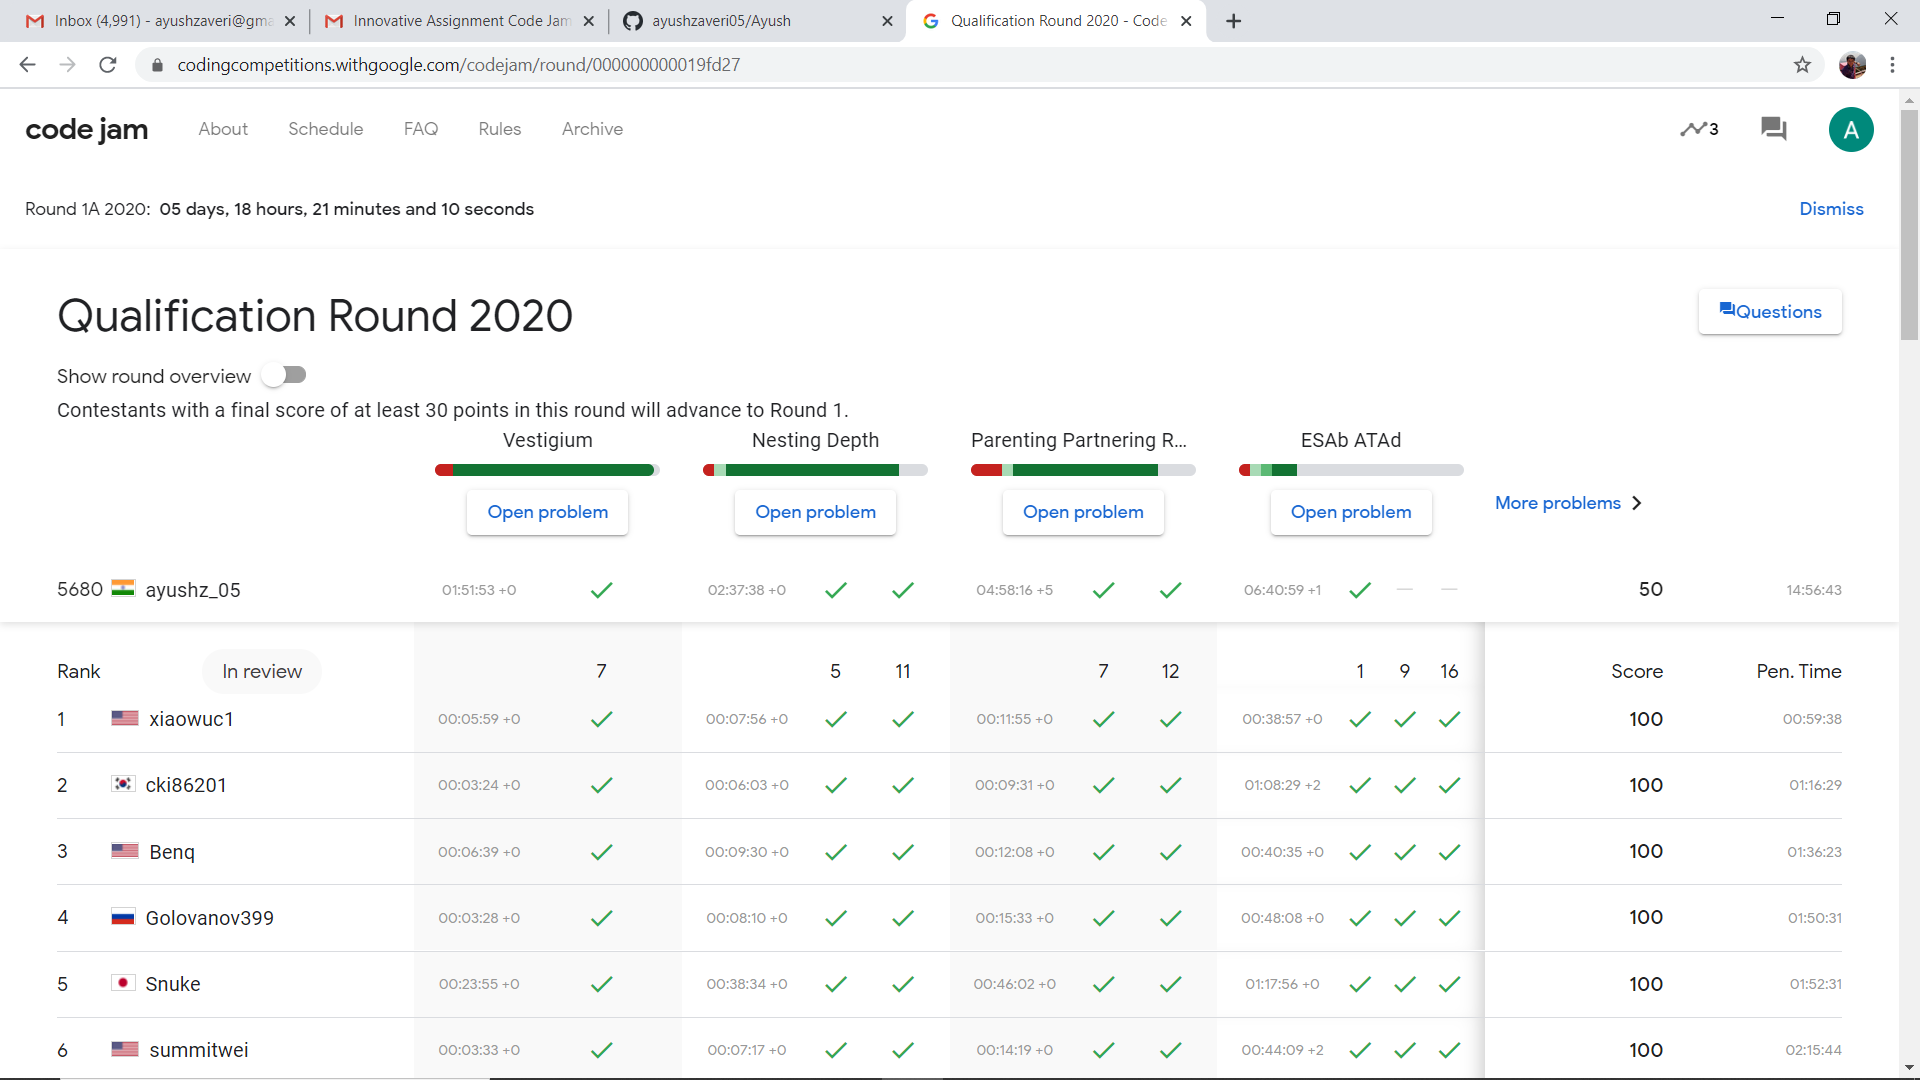 Inbox (4,991) - ayushzaveri@gma
Innovative Assignment Code Jam
ayushzaveri05/Ayush
Qualification Round 2020 - Code
codingcompetitions.withgoogle.com/codejam/round/000000000019fd27
code jam About Schedule FAQ Rules Archive 3 A
Round 1A 2020: 05 days, 18 hours, 21 minutes and 10 seconds Dismiss
Qualification Round 2020 Questions
Show round overview
Contestants with a final score of at least 30 points in this round will advance to Round 1.
Vestigium Nesting Depth Parenting Partnering R... ESAb ATAd
Open problem Open problem Open problem Open problem More problems
5680 ayushz_05 01:51:53 +0 02:37:38 +0 04:58:16 +5 06:40:59 +1 50 14:56:43
Rank In review 7 5 11 7 12 1 9 16 Score Pen. Time
1 xiaowuc1 00:05:59 +0 00:07:56 +0 00:11:55 +0 00:38:57 +0 100 00:59:38
2 cki86201 00:03:24 +0 00:06:03 +0 00:09:31 +0 01:08:29 +2 100 01:16:29
3 Benq 00:06:39 +0 00:09:30 +0 00:12:08 +0 00:40:35 +0 100 01:36:23
4 Golovanov399 00:03:28 +0 00:08:10 +0 00:15:33 +0 00:48:08 +0 100 01:50:31
5 Snuke 00:23:55 +0 00:38:34 +0 00:46:02 +0 01:17:56 +0 100 01:52:31
6 summitwei 00:03:33 +0 00:07:17 +0 00:14:19 +0 00:44:09 +2 100 02:15:44